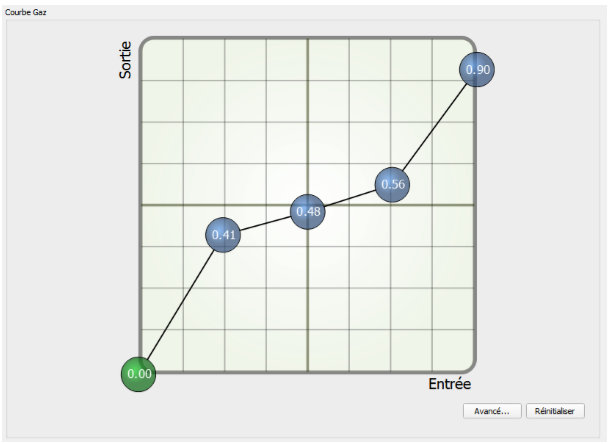 Courbe Gaz
Sortie
0.90
0.56
0.48
0.41
0.00
Entrée
Avancé...
Réinitialiser